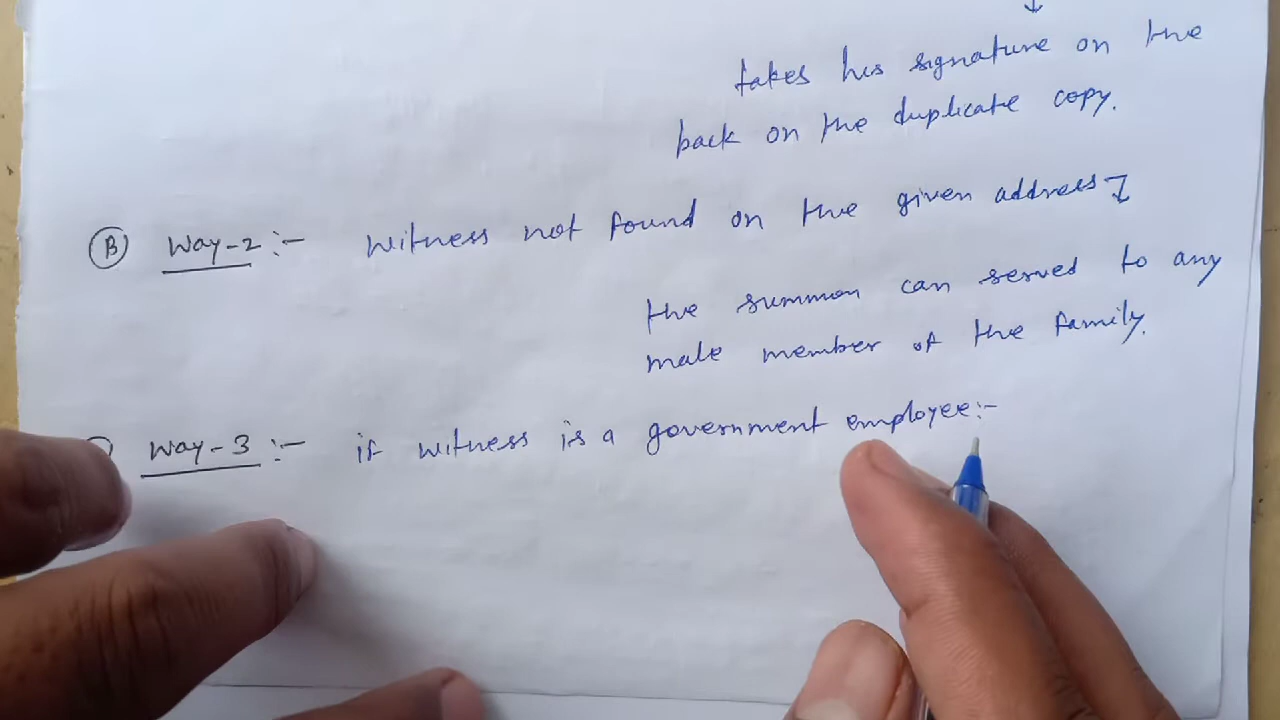 takes his signature on the
back on the duplicate copy.
(B) Way-2 :- Witness not found on the given address
the summon can served to any
male member of the family.
Way-3 :- if witness is a government employee:-